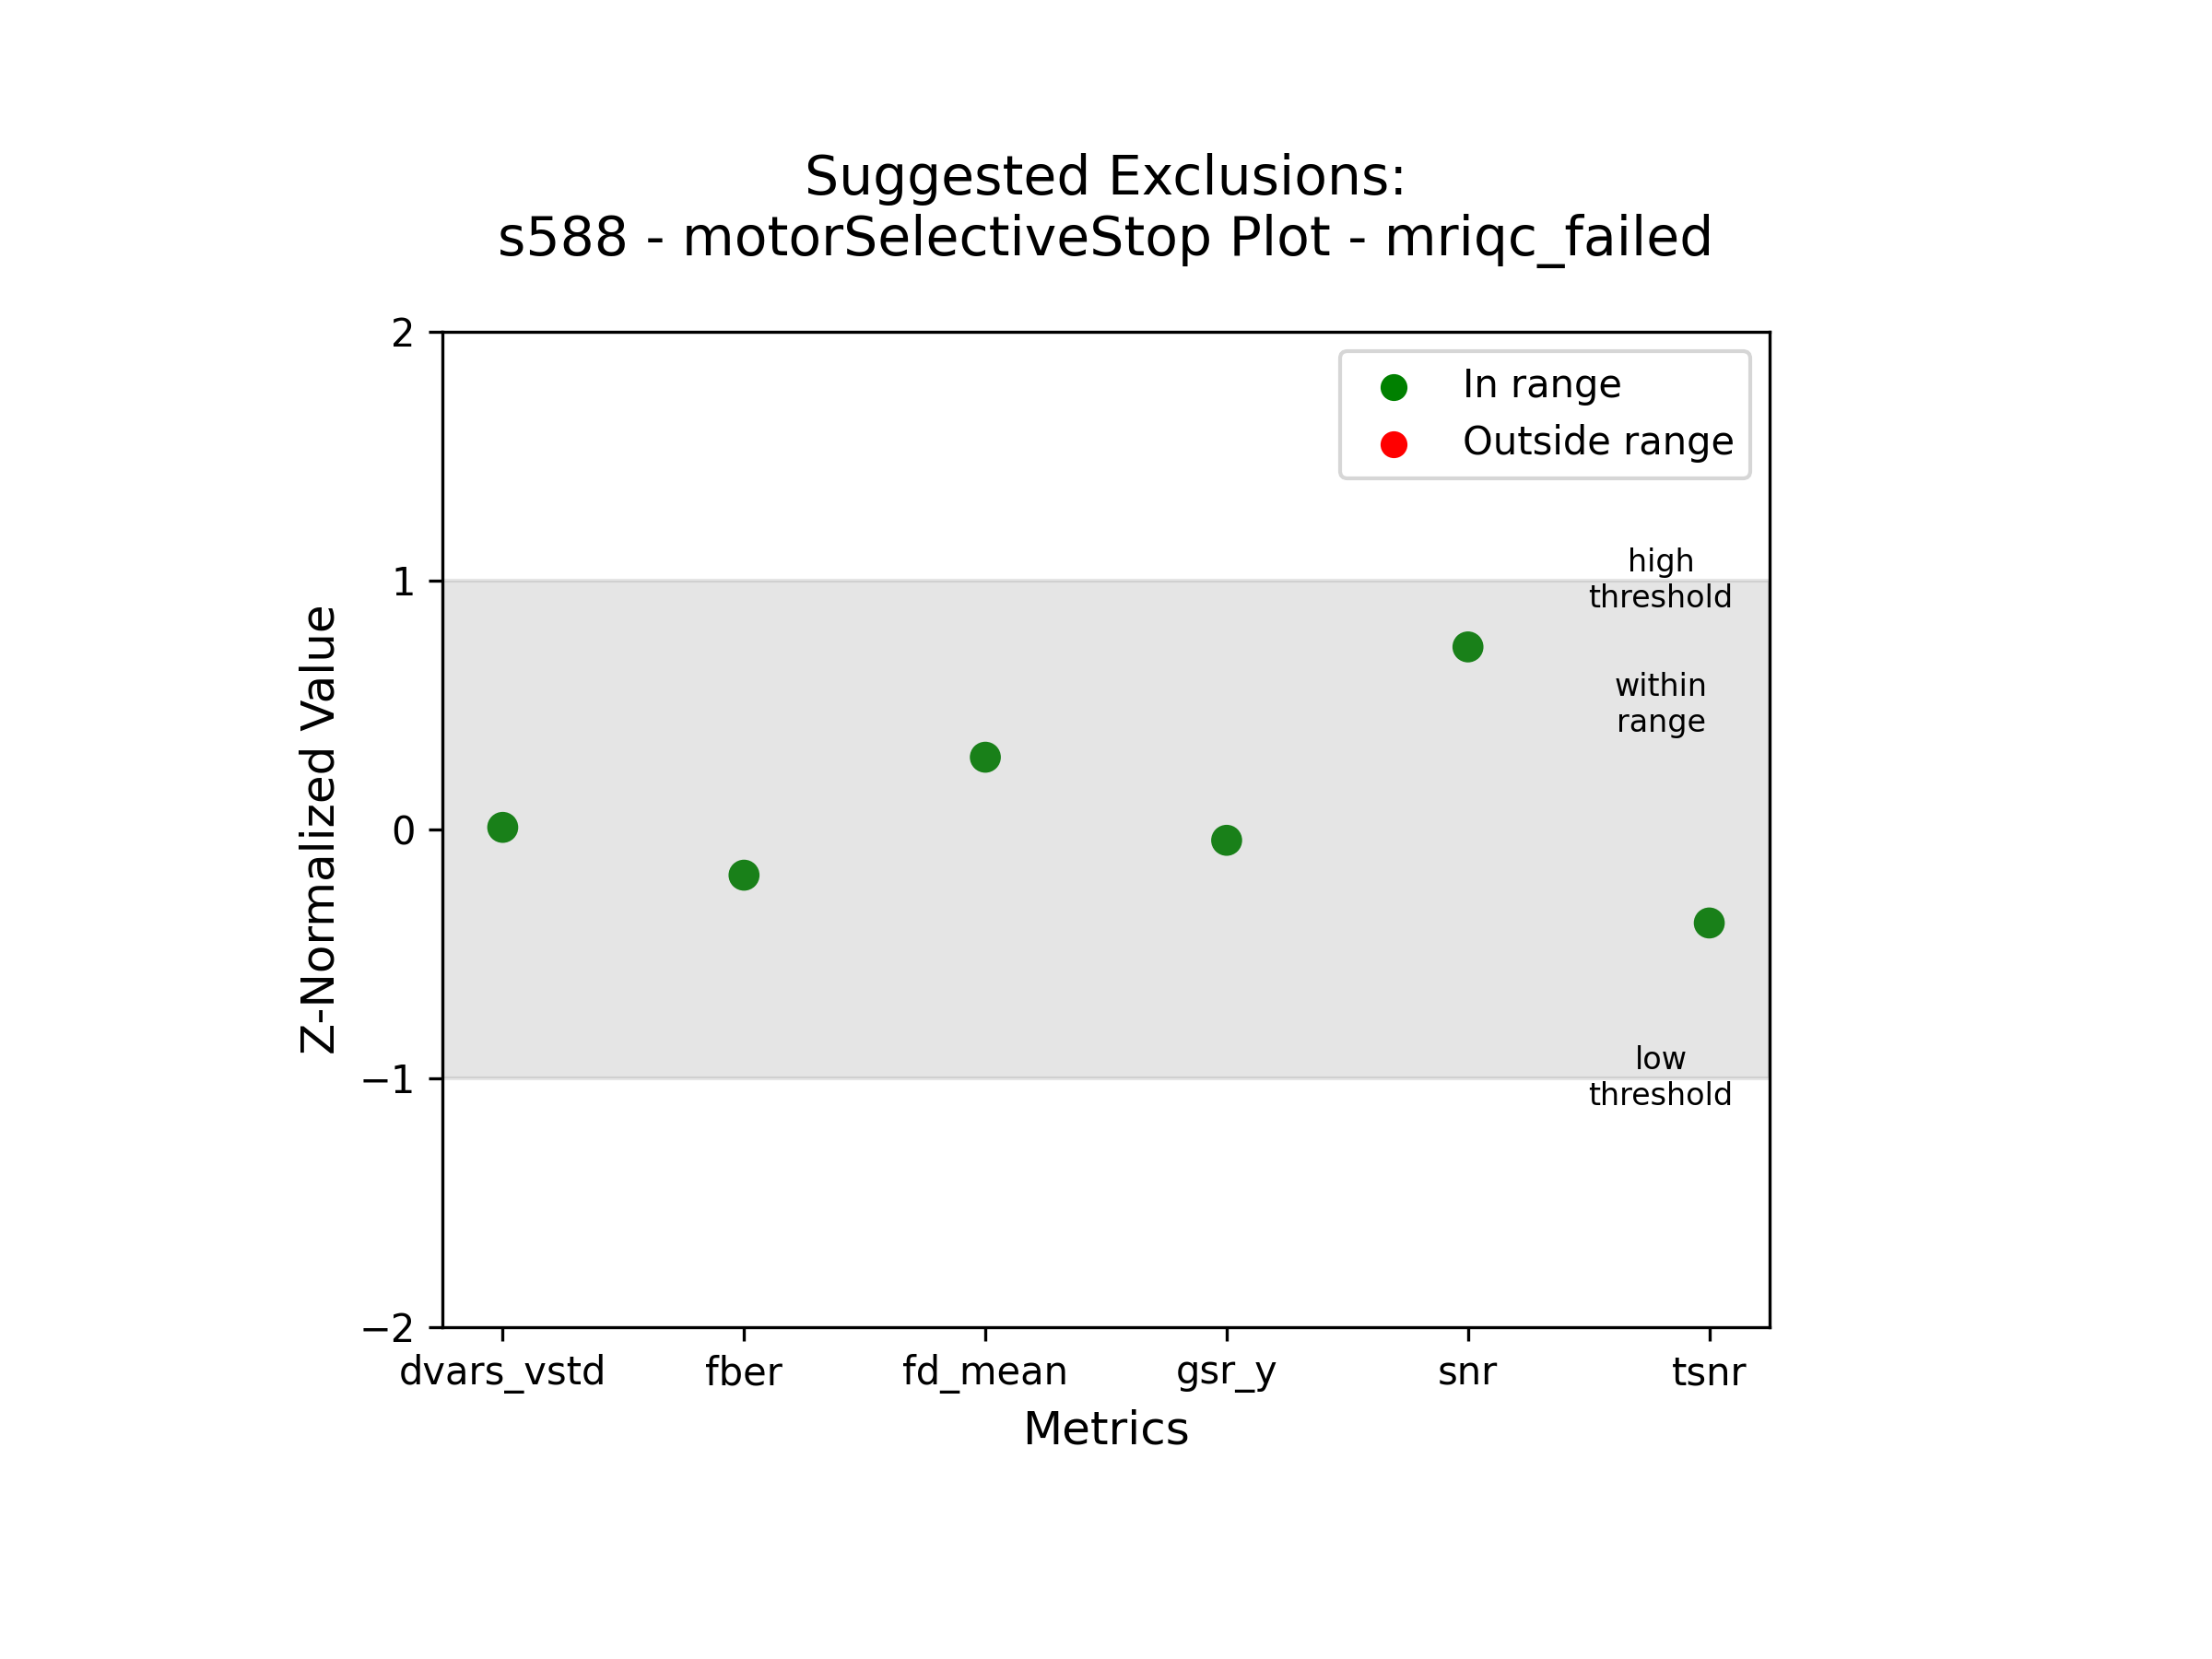 Suggested Exclusions:
s588 - motorSelectiveStop Plot - mriqc_failed
2
1
0
−1
−2
Z-Normalized Value
In range
Outside range
high
threshold
within
range
low
threshold
dvars_vstd
fber
fd_mean
gsr_y
snr
tsnr
Metrics